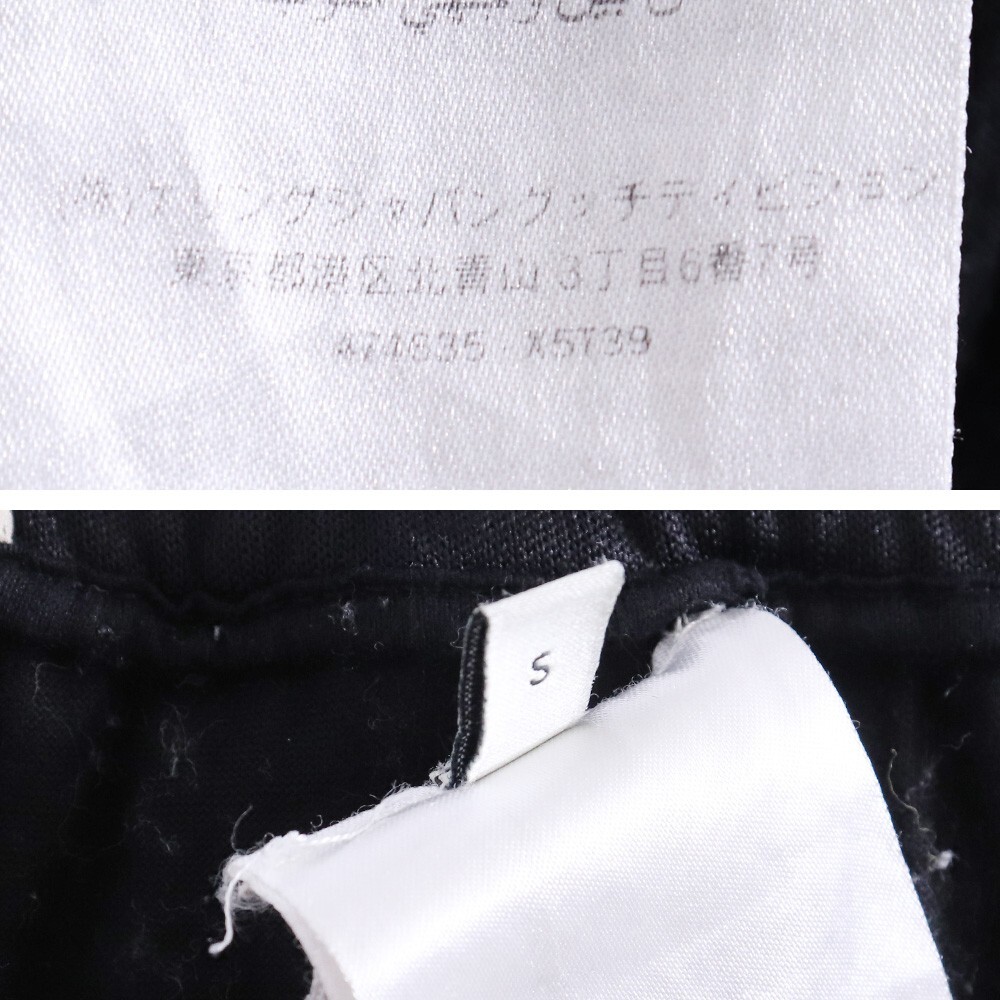 ㈱ケリングジャパングッチディビジョン
東京都港区北青山3丁目6番7号
474635 X5T39
S